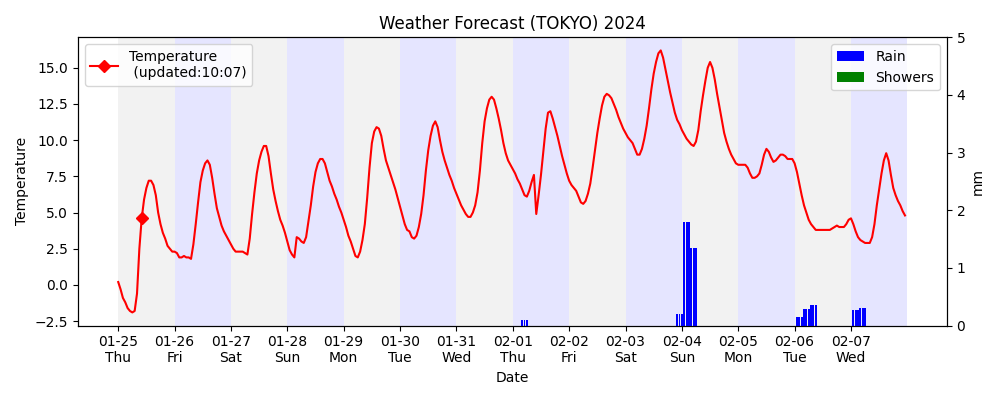 Weather Forecast (TOKYO) 2024
Temperature
(updated:10:07)
Rain
Showers
Temperature
15.0
12.5
10.0
7.5
5.0
2.5
0.0
−2.5
5
4
3
2
1
0
mm
01-25 01-26 01-27 01-28 01-29 01-30 01-31 02-01 02-02 02-03 02-04 02-05 02-06 02-07
Thu Fri Sat Sun Mon Tue Wed Thu Fri Sat Sun Mon Tue Wed
Date